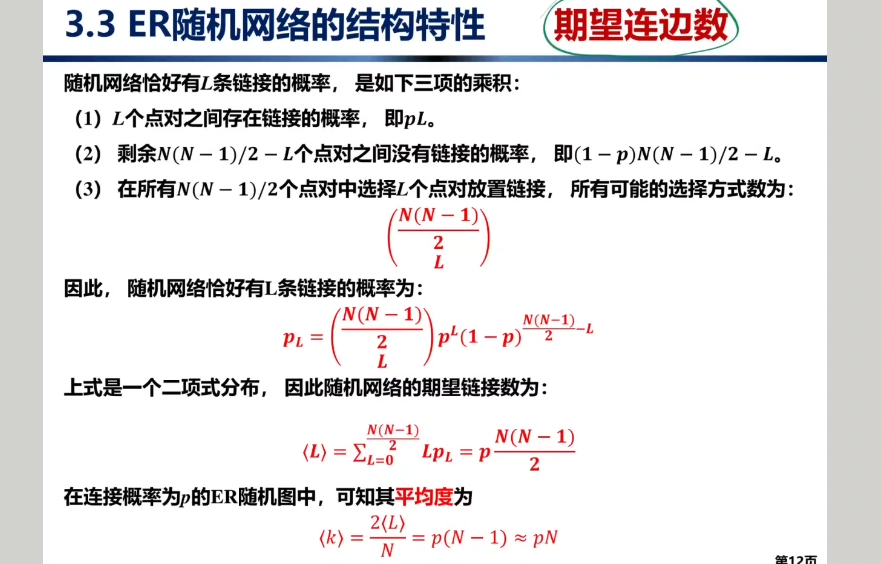 3.3 ER随机网络的结构特性 期望连边数
随机网络恰好有L条链接的概率， 是如下三项的乘积：
（1）L个点对之间存在链接的概率， 即pL。
（2） 剩余N(N − 1)/2 − L个点对之间没有链接的概率， 即(1 − p)N(N − 1)/2 − L。
（3） 在所有N(N − 1)/2个点对中选择L个点对放置链接， 所有可能的选择方式数为：
\binom{\frac{N(N − 1)}{2}}{L}
因此， 随机网络恰好有L条链接的概率为：
p_L = \binom{\frac{N(N − 1)}{2}}{L} p^L (1 − p)^{\frac{N(N−1)}{2}−L}
上式是一个二项式分布， 因此随机网络的期望链接数为：
⟨L⟩ = \sum_{L=0}^{\frac{N(N−1)}{2}} L p_L = p \frac{N(N − 1)}{2}
在连接概率为p的ER随机图中，可知其平均度为
⟨k⟩ = \frac{2⟨L⟩}{N} = p(N − 1) ≈ pN
第12页